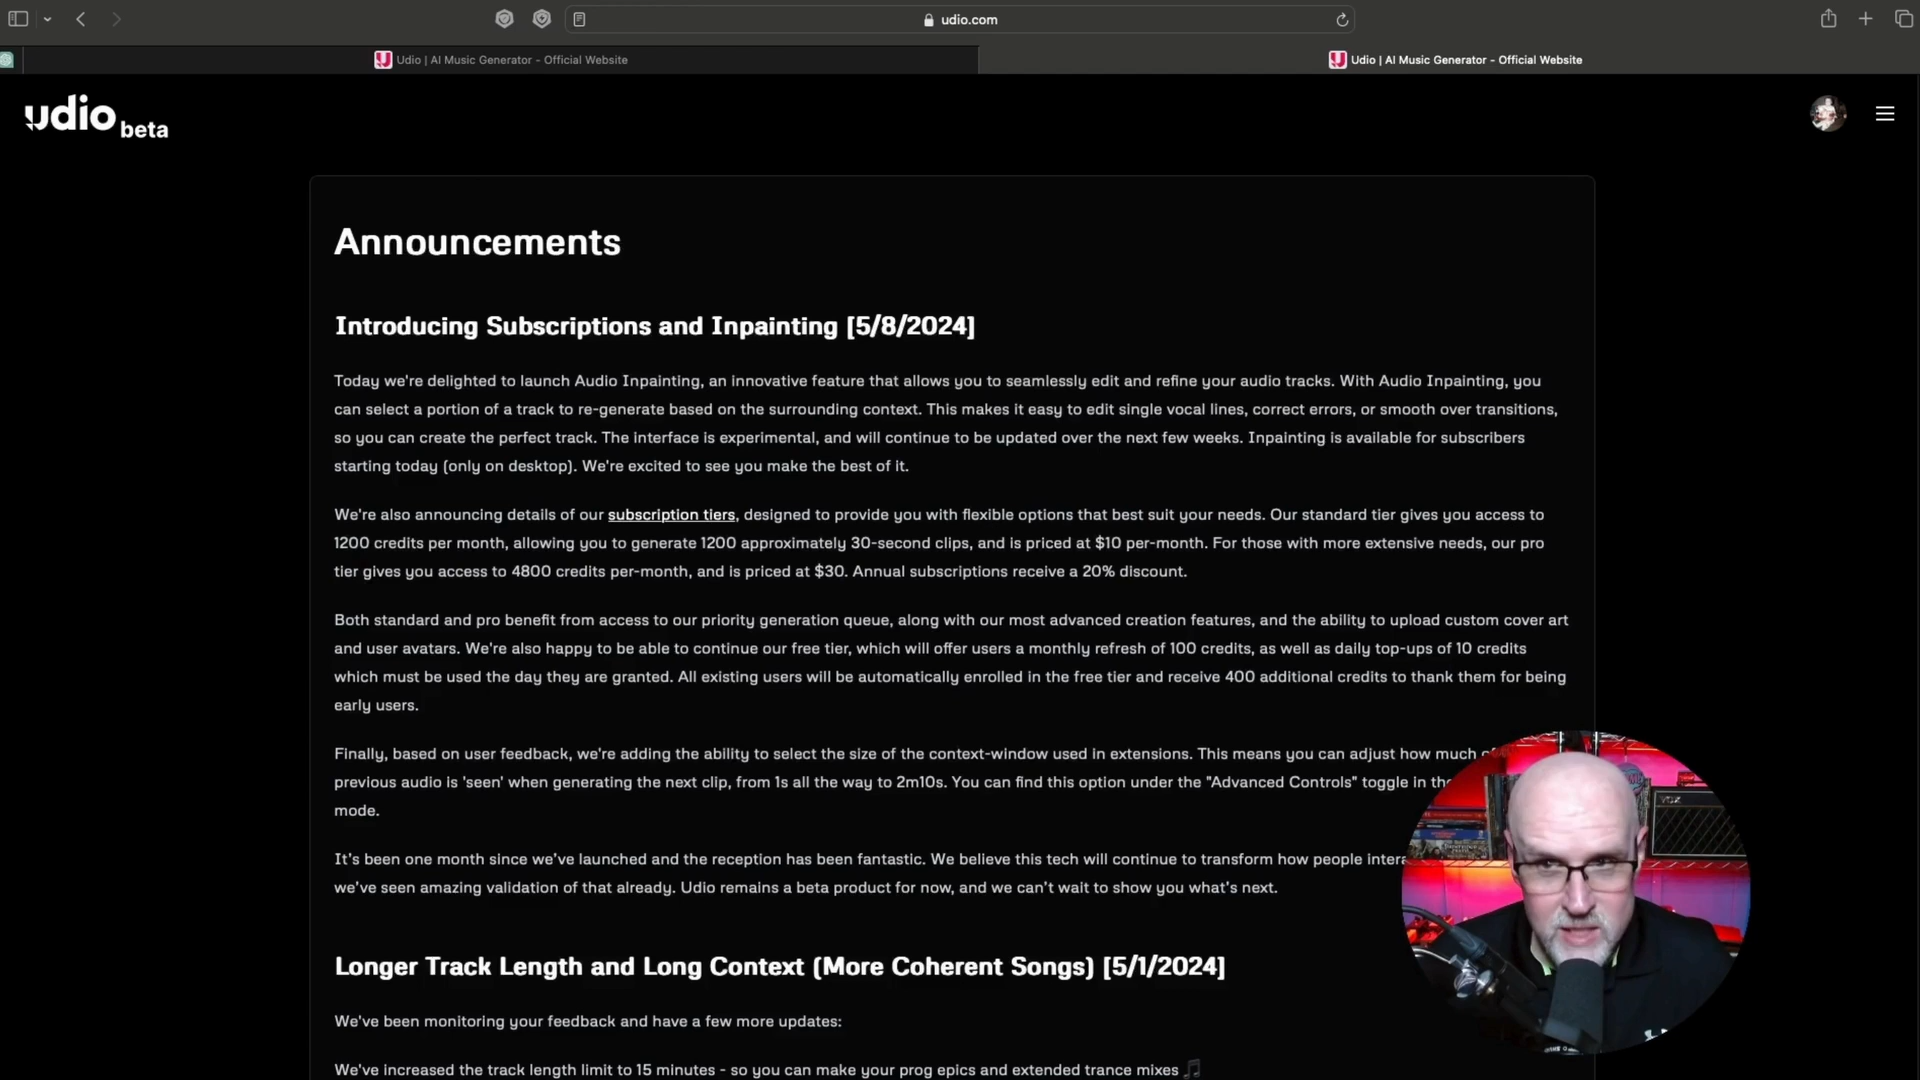 udio.com
Udio | AI Music Generator - Official Website
Udio | AI Music Generator - Official Website
udio beta
Announcements
Introducing Subscriptions and Inpainting [5/8/2024]
Today we're delighted to launch Audio Inpainting, an innovative feature that allows you to seamlessly edit and refine your audio tracks. With Audio Inpainting, you
can select a portion of a track to re-generate based on the surrounding context. This makes it easy to edit single vocal lines, correct errors, or smooth over transitions,
so you can create the perfect track. The interface is experimental, and will continue to be updated over the next few weeks. Inpainting is available for subscribers
starting today (only on desktop). We're excited to see you make the best of it.
We're also announcing details of our subscription tiers, designed to provide you with flexible options that best suit your needs. Our standard tier gives you access to
1200 credits per month, allowing you to generate 1200 approximately 30-second clips, and is priced at $10 per-month. For those with more extensive needs, our pro
tier gives you access to 4800 credits per-month, and is priced at $30. Annual subscriptions receive a 20% discount.
Both standard and pro benefit from access to our priority generation queue, along with our most advanced creation features, and the ability to upload custom cover art
and user avatars. We're also happy to be able to continue our free tier, which will offer users a monthly refresh of 100 credits, as well as daily top-ups of 10 credits
which must be used the day they are granted. All existing users will be automatically enrolled in the free tier and receive 400 additional credits to thank them for being
early users.
Finally, based on user feedback, we're adding the ability to select the size of the context-window used in extensions. This means you can adjust how much
previous audio is 'seen' when generating the next clip, from 1s all the way to 2m10s. You can find this option under the "Advanced Controls" toggle in
mode.
It's been one month since we've launched and the reception has been fantastic. We believe this tech will continue to transform how people
we've seen amazing validation of that already. Udio remains a beta product for now, and we can't wait to show you what's next.
Longer Track Length and Long Context (More Coherent Songs) [5/1/2024]
We've been monitoring your feedback and have a few more updates:
We've increased the track length limit to 15 minutes - so you can make your prog epics and extended trance mixes 🎵
VOX